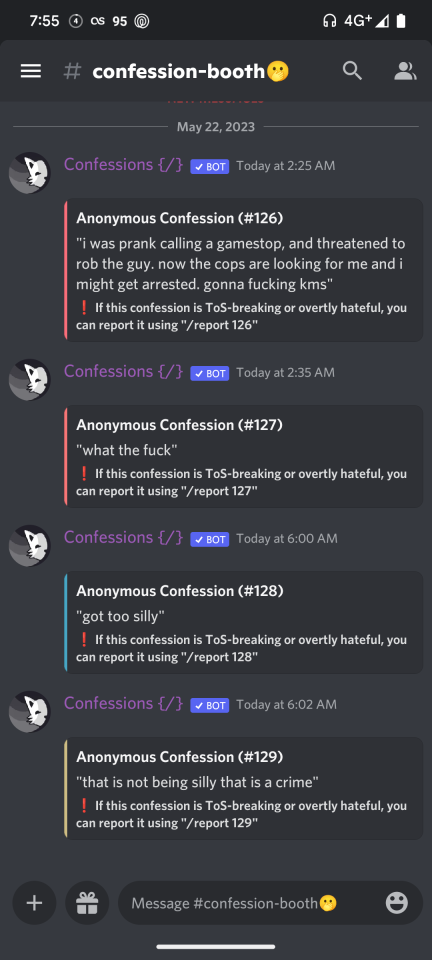 7:55 4 95 4G+
# confession-booth🤭
NEW MESSAGES
May 22, 2023
Confessions {/} ✓ BOT Today at 2:25 AM
Anonymous Confession (#126)
"i was prank calling a gamestop, and threatened to
rob the guy. now the cops are looking for me and i
might get arrested. gonna fucking kms"
❗ If this confession is ToS-breaking or overtly hateful, you
can report it using "/report 126"
Confessions {/} ✓ BOT Today at 2:35 AM
Anonymous Confession (#127)
"what the fuck"
❗ If this confession is ToS-breaking or overtly hateful, you
can report it using "/report 127"
Confessions {/} ✓ BOT Today at 6:00 AM
Anonymous Confession (#128)
"got too silly"
❗ If this confession is ToS-breaking or overtly hateful, you
can report it using "/report 128"
Confessions {/} ✓ BOT Today at 6:02 AM
Anonymous Confession (#129)
"that is not being silly that is a crime"
❗ If this confession is ToS-breaking or overtly hateful, you
can report it using "/report 129"
Message #confession-booth🤭